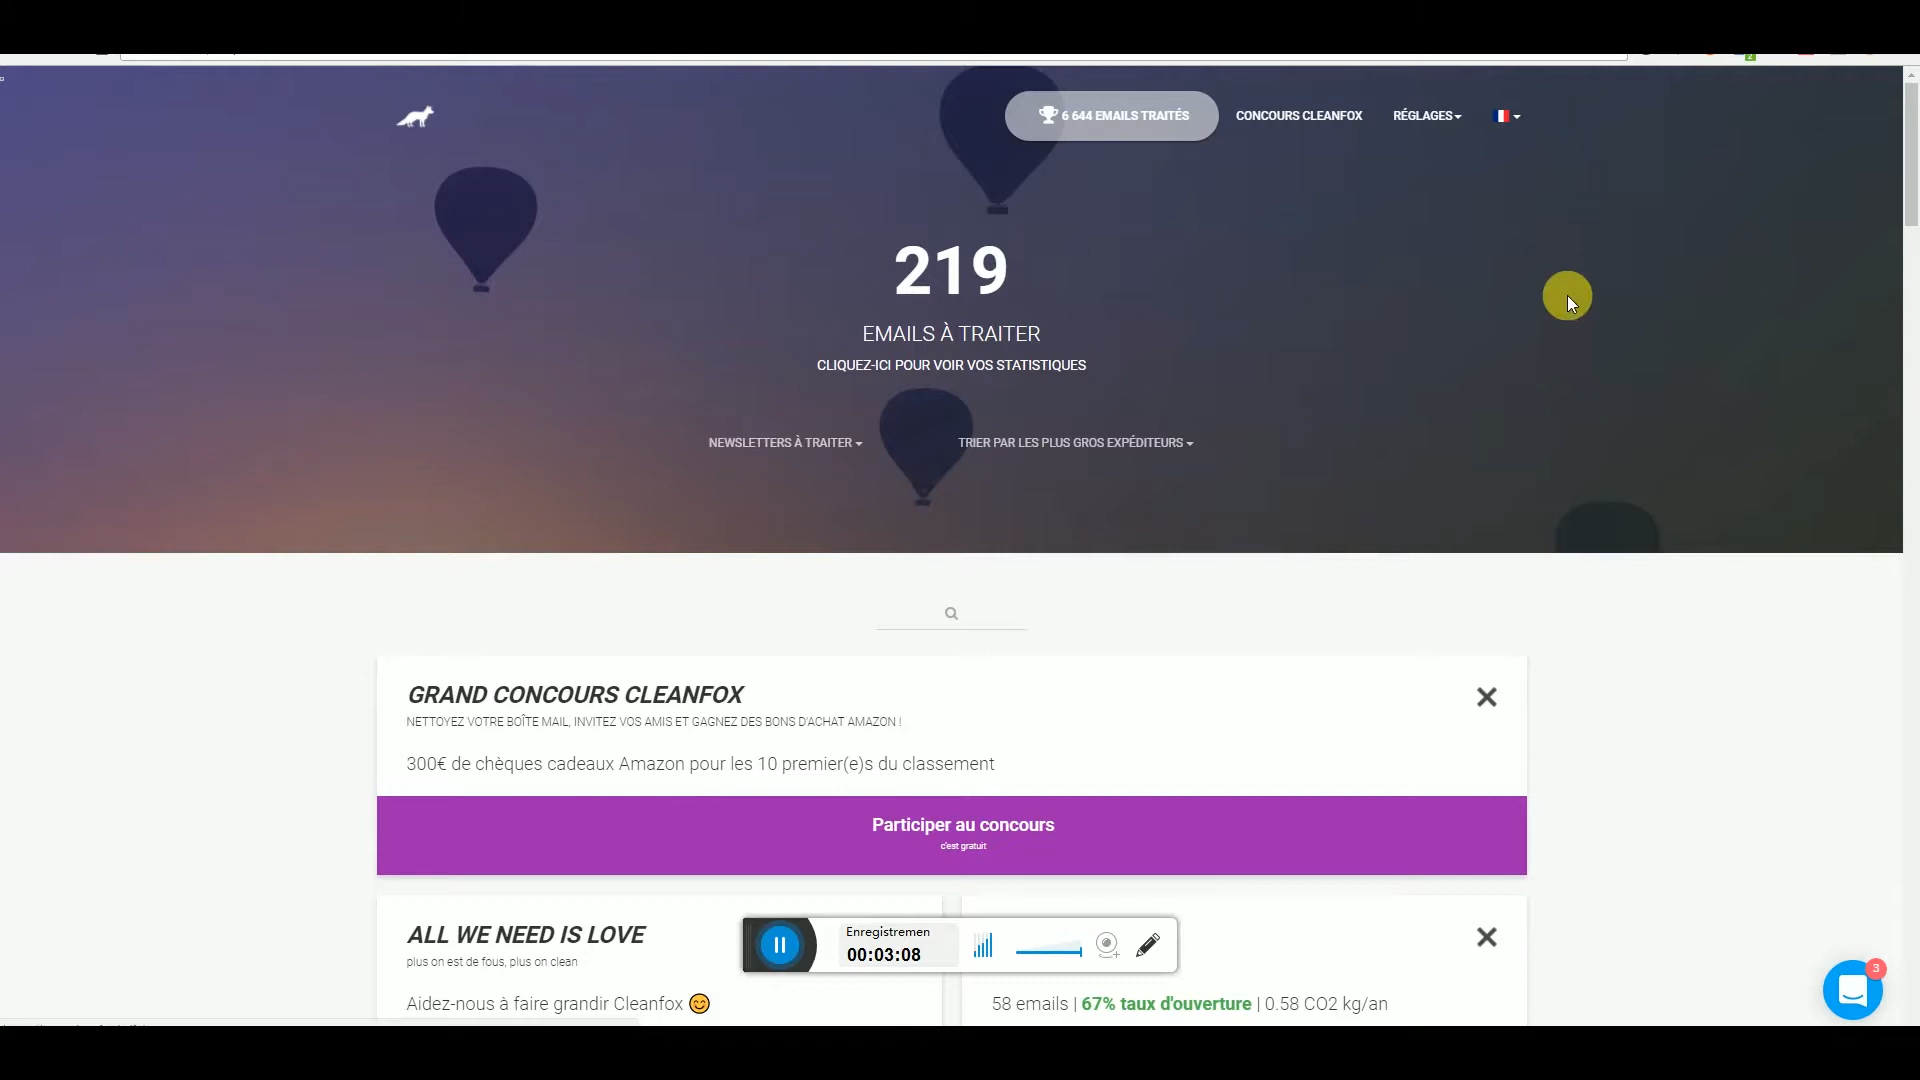 6 644 EMAILS TRAITÉS
CONCOURS CLEANFOX
RÉGLAGES
219
EMAILS À TRAITER
CLIQUEZ-ICI POUR VOIR VOS STATISTIQUES
NEWSLETTERS À TRAITER
TRIER PAR LES PLUS GROS EXPÉDITEURS
GRAND CONCOURS CLEANFOX
NETTOYEZ VOTRE BOÎTE MAIL, INVITEZ VOS AMIS ET GAGNEZ DES BONS D'ACHAT AMAZON !
300€ de chèques cadeaux Amazon pour les 10 premier(e)s du classement
Participer au concours
c'est gratuit
ALL WE NEED IS LOVE
plus on est de fous, plus on clean
Aidez-nous à faire grandir Cleanfox 😊
Enregistremen
00:03:08
58 emails | 67% taux d'ouverture | 0.58 CO2 kg/an
3
2